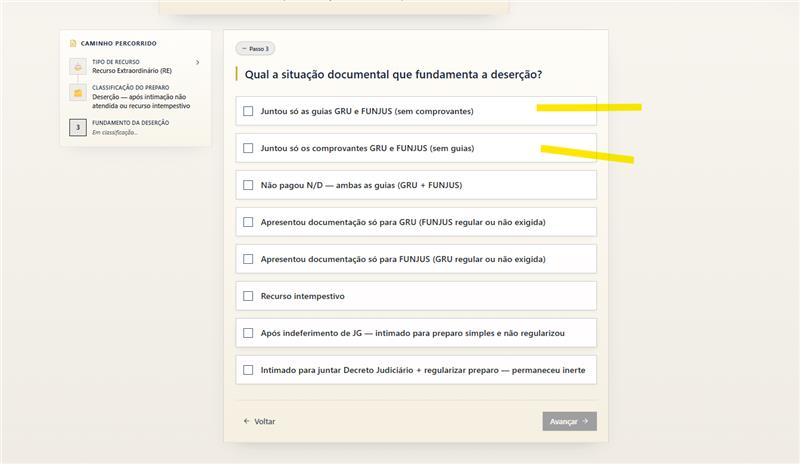 CAMINHO PERCORRIDO
TIPO DE RECURSO
Recurso Extraordinário (RE)
CLASSIFICAÇÃO DO PREPARO
Deserção — após intimação não
atendida ou recurso intempestivo
3
FUNDAMENTO DA DESERÇÃO
Em classificação...
Passo 3
Qual a situação documental que fundamenta a deserção?
Juntou só as guias GRU e FUNJUS (sem comprovantes)
Juntou só os comprovantes GRU e FUNJUS (sem guias)
Não pagou N/D — ambas as guias (GRU + FUNJUS)
Apresentou documentação só para GRU (FUNJUS regular ou não exigida)
Apresentou documentação só para FUNJUS (GRU regular ou não exigida)
Recurso intempestivo
Após indeferimento de JG — intimado para preparo simples e não regularizou
Intimado para juntar Decreto Judiciário + regularizar preparo — permaneceu inerte
← Voltar
Avançar →